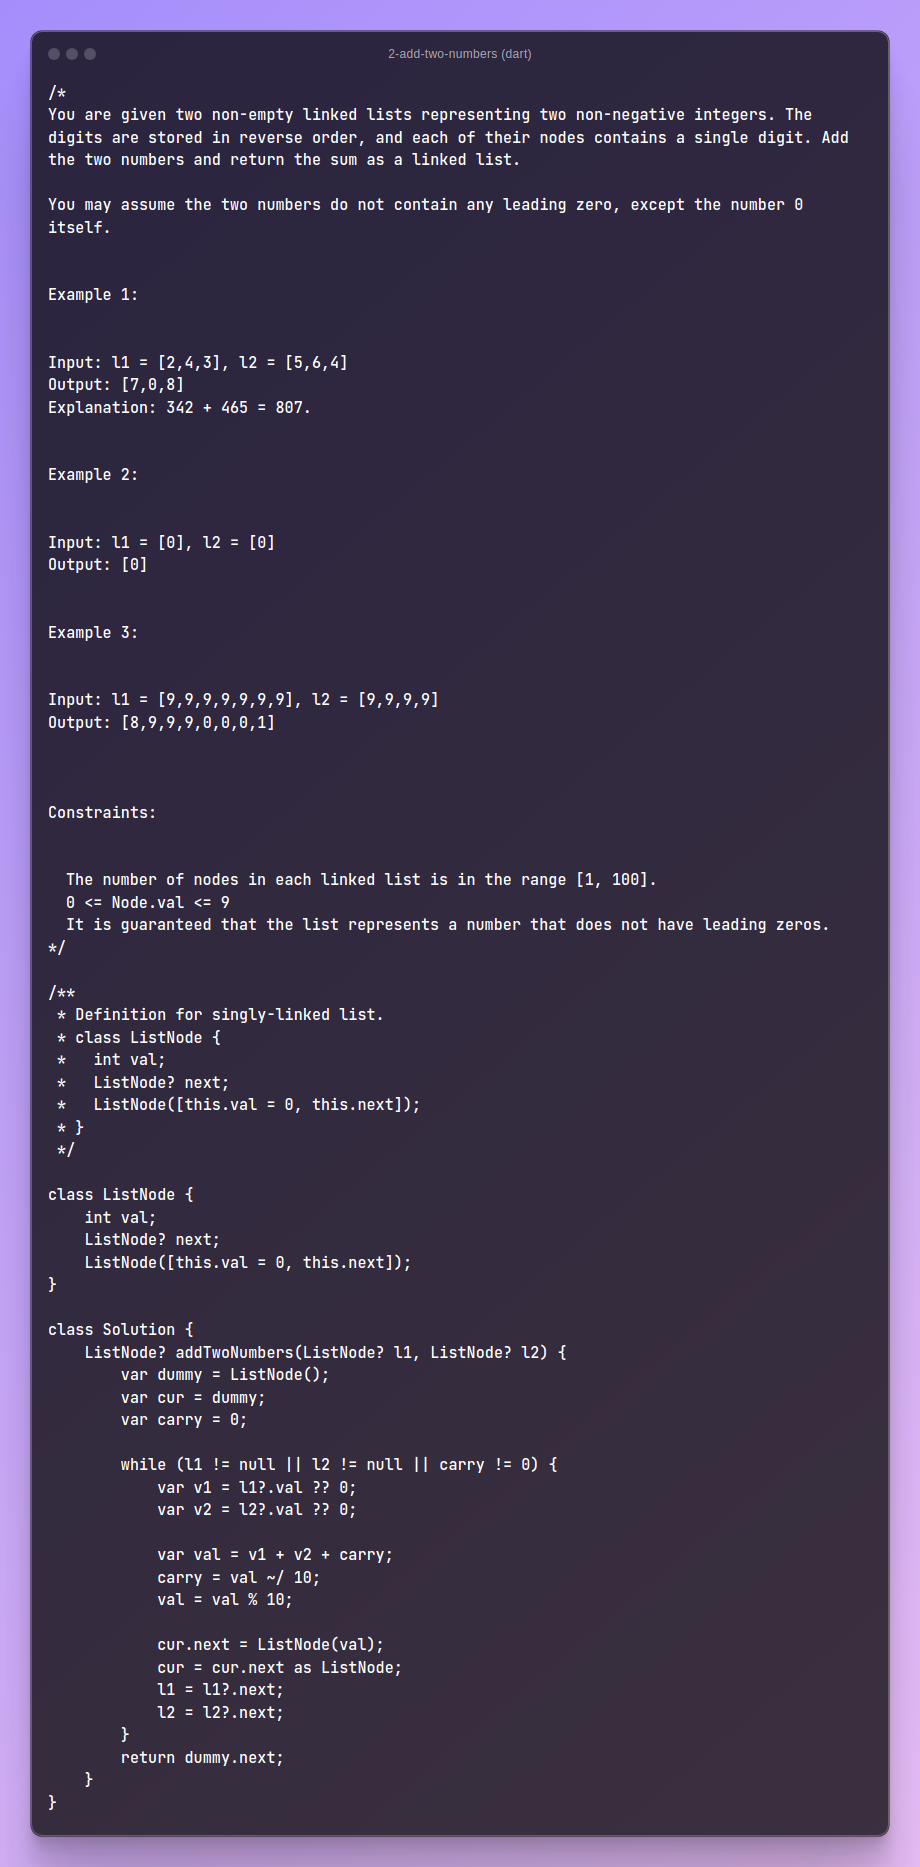 2-add-two-numbers (dart)
/*
You are given two non-empty linked lists representing two non-negative integers. The
digits are stored in reverse order, and each of their nodes contains a single digit. Add
the two numbers and return the sum as a linked list.

You may assume the two numbers do not contain any leading zero, except the number 0
itself.


Example 1:


Input: l1 = [2,4,3], l2 = [5,6,4]
Output: [7,0,8]
Explanation: 342 + 465 = 807.


Example 2:


Input: l1 = [0], l2 = [0]
Output: [0]


Example 3:


Input: l1 = [9,9,9,9,9,9,9], l2 = [9,9,9,9]
Output: [8,9,9,9,0,0,0,1]



Constraints:


  The number of nodes in each linked list is in the range [1, 100].
  0 <= Node.val <= 9
  It is guaranteed that the list represents a number that does not have leading zeros.
*/

/**
 * Definition for singly-linked list.
 * class ListNode {
 *   int val;
 *   ListNode? next;
 *   ListNode([this.val = 0, this.next]);
 * }
 */

class ListNode {
    int val;
    ListNode? next;
    ListNode([this.val = 0, this.next]);
}

class Solution {
    ListNode? addTwoNumbers(ListNode? l1, ListNode? l2) {
        var dummy = ListNode();
        var cur = dummy;
        var carry = 0;

        while (l1 != null || l2 != null || carry != 0) {
            var v1 = l1?.val ?? 0;
            var v2 = l2?.val ?? 0;

            var val = v1 + v2 + carry;
            carry = val ~/ 10;
            val = val % 10;

            cur.next = ListNode(val);
            cur = cur.next as ListNode;
            l1 = l1?.next;
            l2 = l2?.next;
        }
        return dummy.next;
    }
}